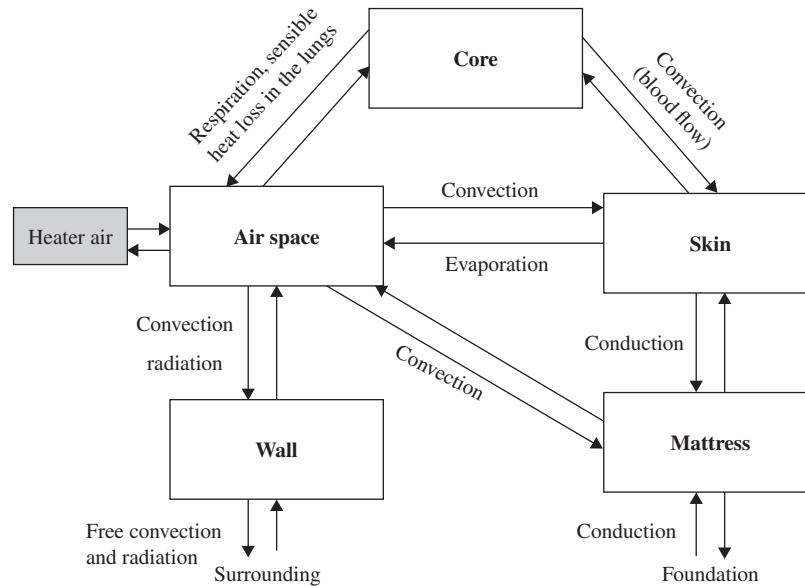 Core
Respiration, sensible
heat loss in the lungs
Convection
(blood flow)
Heater air
Air space
Convection
Evaporation
Skin
Convection
radiation
Convection
Conduction
Wall
Mattress
Free convection
and radiation
Surrounding
Conduction
Foundation